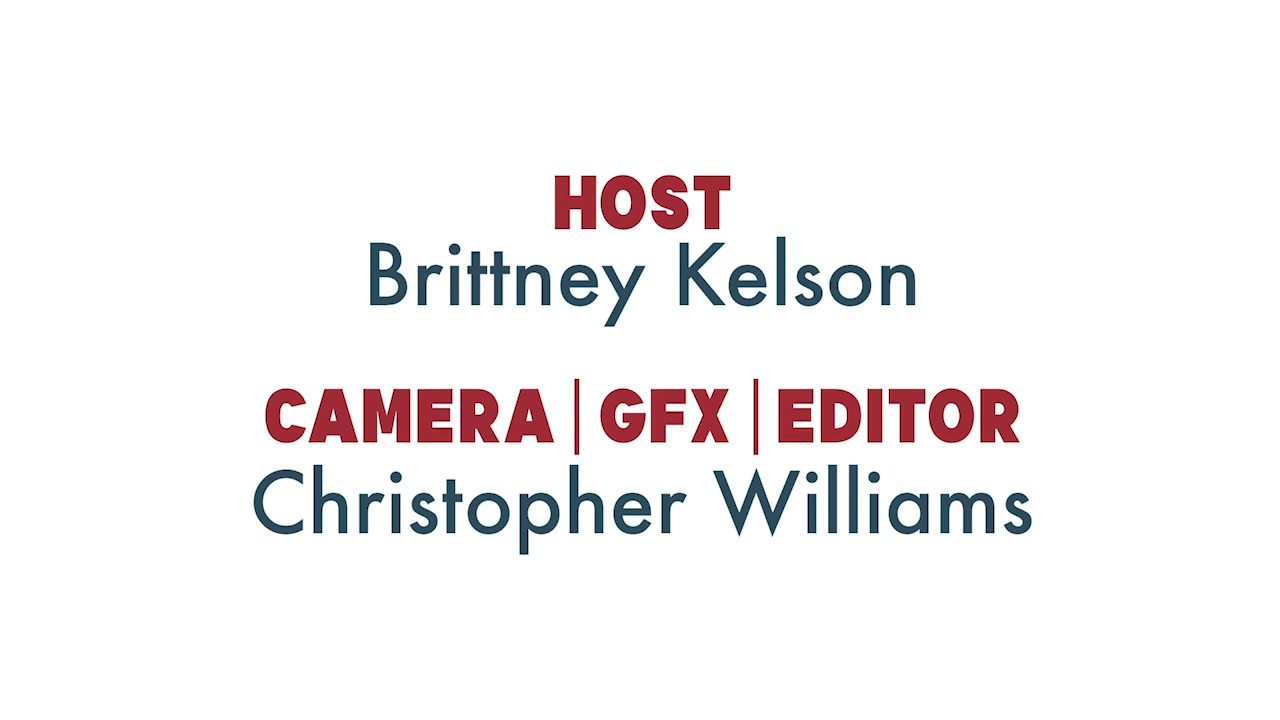 HOST
Brittney Kelson
CAMERA | GFX | EDITOR
Christopher Williams